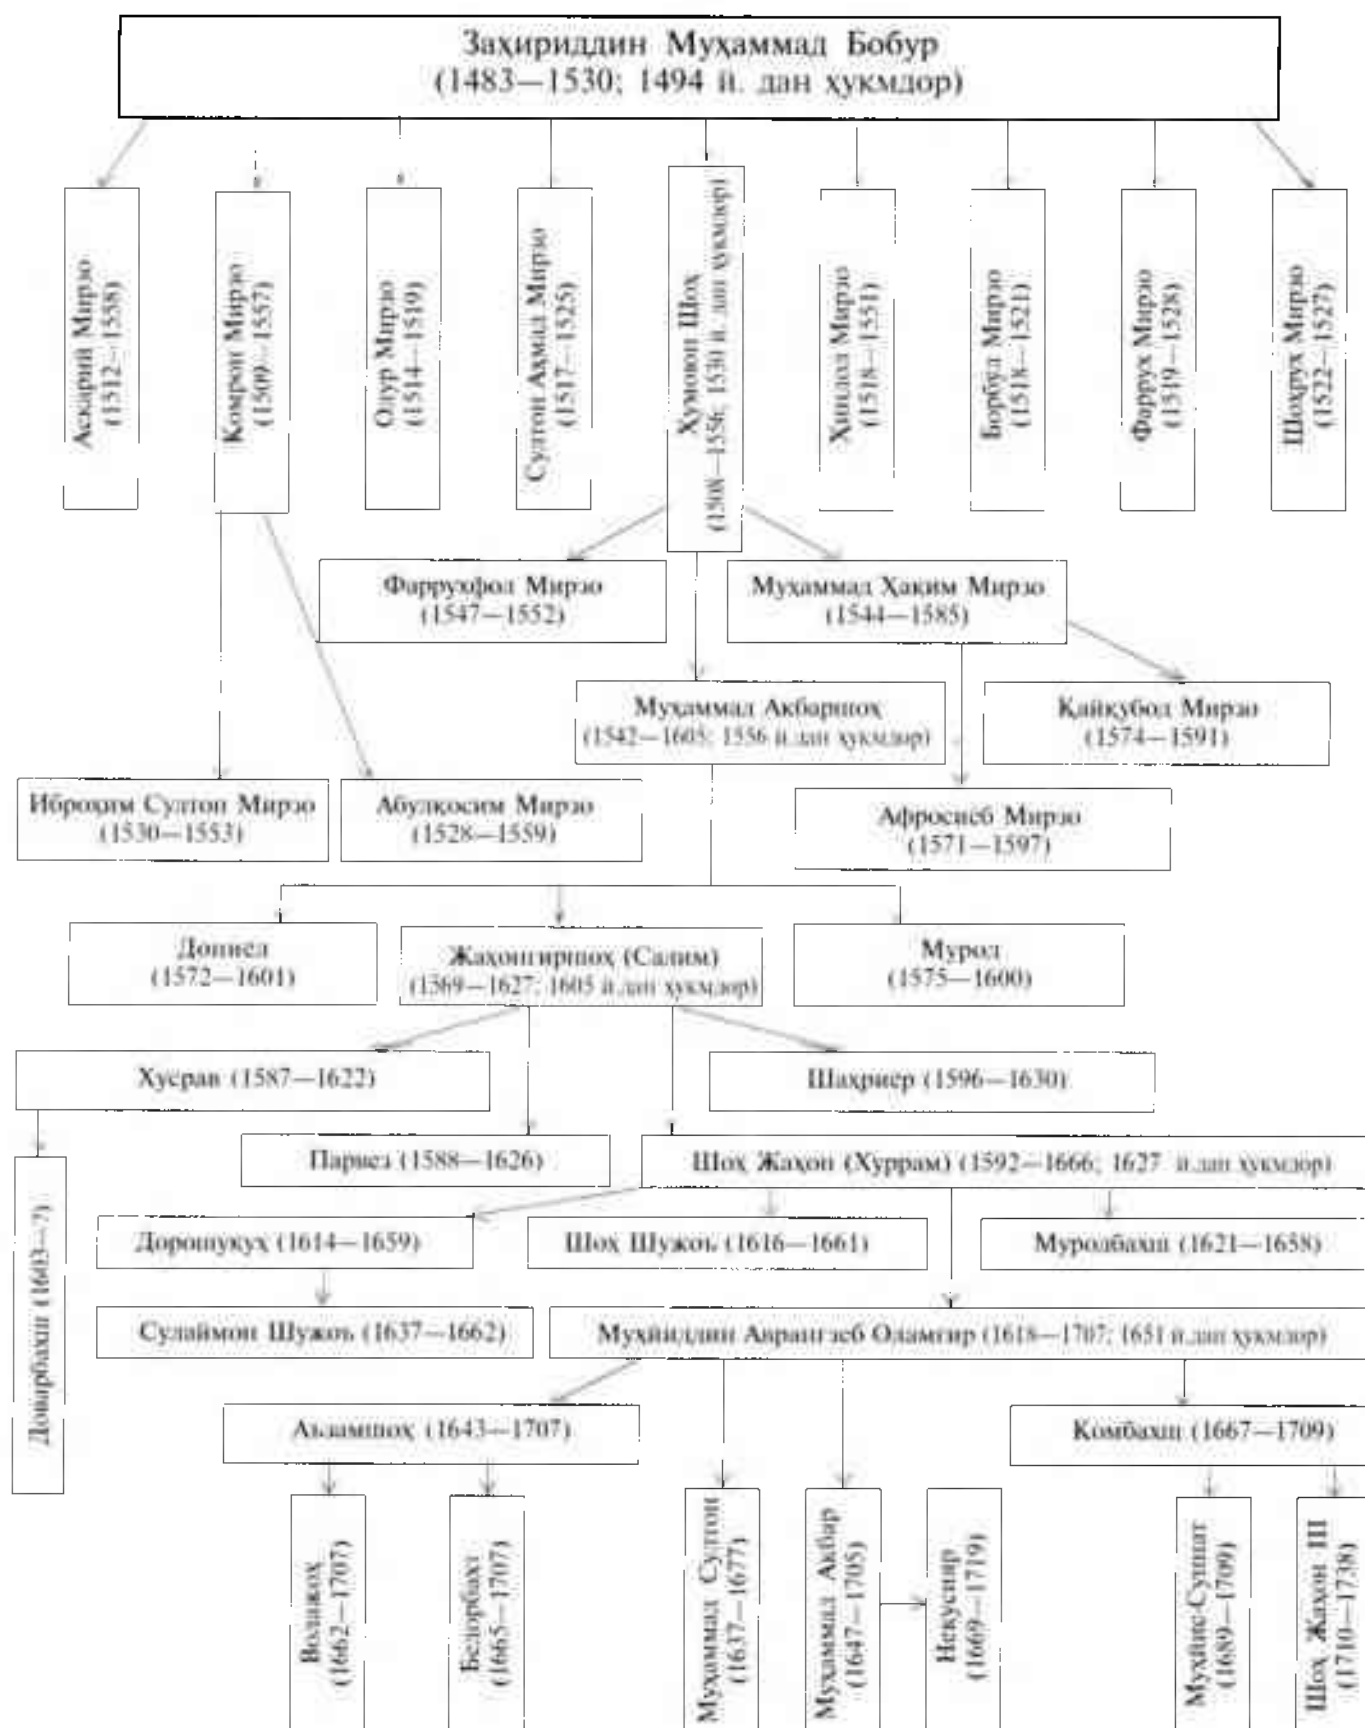 Заҳириддин Муҳаммад Бобур
(1483—1530; 1494 й. дан ҳукмдор)
Аскарий Мирзо
(1512—1558)
Комрон Мирзо
(1509—1557)
Олур Мирзо
(1514—1519)
Султон Аҳмад Мирзо
(1517—1525)
Ҳумоюн Шоҳ
(1508—1556; 1530 й. дан ҳукмдор)
Ҳиндол Мирзо
(1518—1551)
Борбул Мирзо
(1518—1521)
Фаррух Мирзо
(1519—1528)
Шоҳрух Мирзо
(1522—1527)
Фаррухфол Мирзо
(1547—1552)
Муҳаммад Ҳаким Мирзо
(1544—1585)
Муҳаммад Акбаршоҳ
(1542—1605; 1556 й.дан ҳукмдор)
Қайқубод Мирзо
(1574—1591)
Иброҳим Султон Мирзо
(1530—1553)
Абулқосим Мирзо
(1528—1559)
Афросиёб Мирзо
(1571—1597)
Дониёл
(1572—1601)
Жаҳонгиршоҳ (Салим)
(1569—1627; 1605 й.дан ҳукмдор)
Мурод
(1575—1600)
Хусрав (1587—1622)
Шаҳриёр (1596—1630)
Парвез (1588—1626)
Шоҳ Жаҳон (Хуррам) (1592—1666; 1627 й.дан ҳукмдор)
Доварбахш (1603—?)
Дорошукуҳ (1614—1659)
Шоҳ Шужоъ (1616—1661)
Муродбахш (1621—1658)
Сулаймон Шужоъ (1637—1662)
Муҳйиддин Аврангзеб Оламгир (1618—1707; 1651 й.дан ҳукмдор)
Аъзамшоҳ (1643—1707)
Комбахш (1667—1709)
Волажоҳ
(1662—1707)
Бедорбахт
(1665—1707)
Муҳаммад Султон
(1637—1677)
Муҳаммад Акбар
(1647—1705)
Некусияр
(1669—1719)
Муҳйис-Суннат
(1689—1709)
Шоҳ Жаҳон III
(1710—1738)